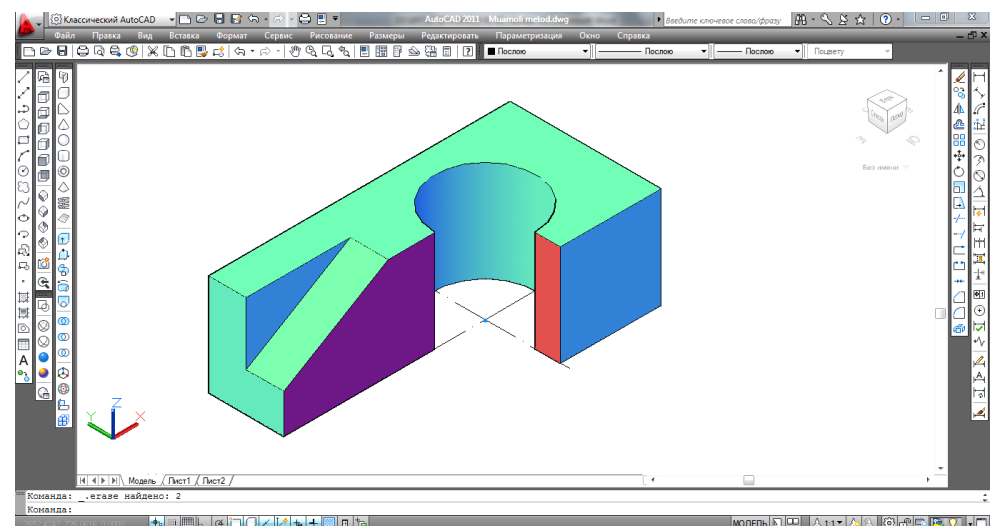 Классический AutoCAD AutoCAD 2011 Muamoli metod.dwg Введите ключевое слово/фразу
Файл Правка Вид Вставка Формат Сервис Рисование Размеры Редактировать Параметризация Окно Справка
Послою Послою Послою Поцвету
Без имени
Z
Y X
Модель Лист1 Лист2
Команда: _.erase найдено: 2
Команда:
МОДЕЛЬ 1:1